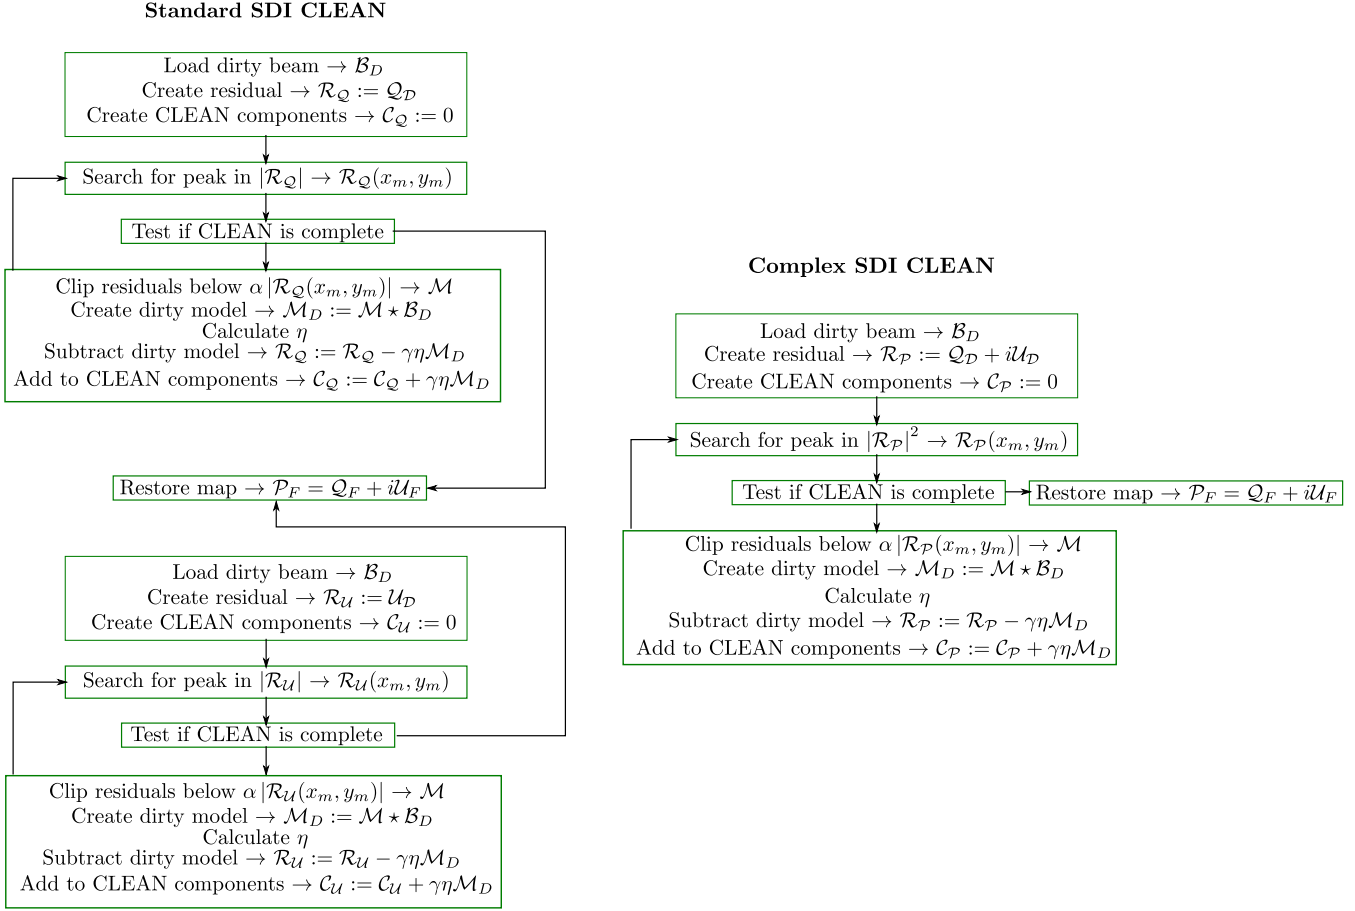 Standard SDI CLEAN
Load dirty beam → ℬ_D
Create residual → ℛ_𝒬 := 𝒬_𝒟
Create CLEAN components → 𝒞_𝒬 := 0
Search for peak in |ℛ_𝒬| → ℛ_𝒬(x_m, y_m)
Test if CLEAN is complete
Clip residuals below α |ℛ_𝒬(x_m, y_m)| → ℳ
Create dirty model → ℳ_D := ℳ ⋆ ℬ_D
Calculate η
Subtract dirty model → ℛ_𝒬 := ℛ_𝒬 − γηℳ_D
Add to CLEAN components → 𝒞_𝒬 := 𝒞_𝒬 + γηℳ_D
Restore map → 𝒫_F = 𝒬_F + i𝒰_F
Load dirty beam → ℬ_D
Create residual → ℛ_𝒰 := 𝒰_𝒟
Create CLEAN components → 𝒞_𝒰 := 0
Search for peak in |ℛ_𝒰| → ℛ_𝒰(x_m, y_m)
Test if CLEAN is complete
Clip residuals below α |ℛ_𝒰(x_m, y_m)| → ℳ
Create dirty model → ℳ_D := ℳ ⋆ ℬ_D
Calculate η
Subtract dirty model → ℛ_𝒰 := ℛ_𝒰 − γηℳ_D
Add to CLEAN components → 𝒞_𝒰 := 𝒞_𝒰 + γηℳ_D
Complex SDI CLEAN
Load dirty beam → ℬ_D
Create residual → ℛ_𝒫 := 𝒬_𝒟 + i𝒰_𝒟
Create CLEAN components → 𝒞_𝒫 := 0
Search for peak in |ℛ_𝒫|² → ℛ_𝒫(x_m, y_m)
Test if CLEAN is complete
Restore map → 𝒫_F = 𝒬_F + i𝒰_F
Clip residuals below α |ℛ_𝒫(x_m, y_m)| → ℳ
Create dirty model → ℳ_D := ℳ ⋆ ℬ_D
Calculate η
Subtract dirty model → ℛ_𝒫 := ℛ_𝒫 − γηℳ_D
Add to CLEAN components → 𝒞_𝒫 := 𝒞_𝒫 + γηℳ_D